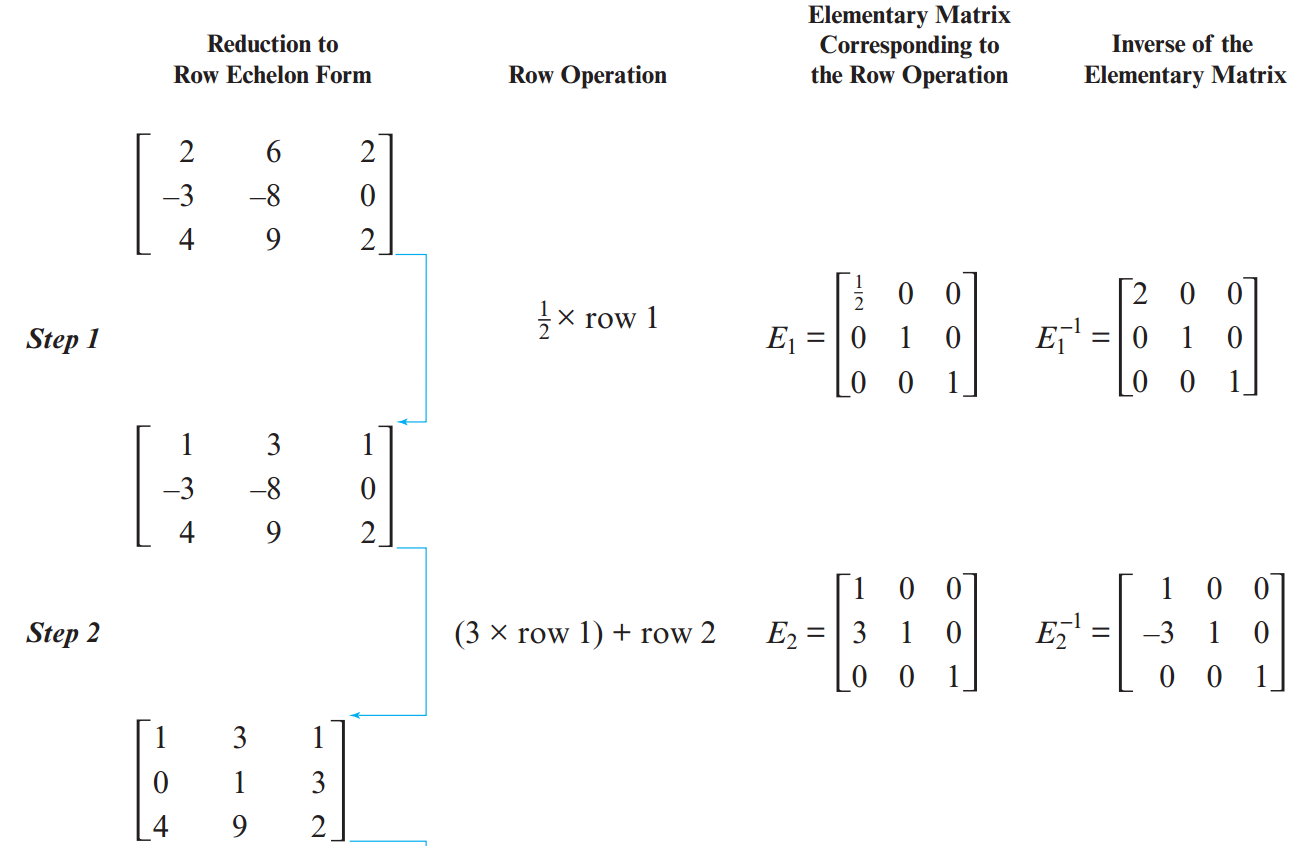 Reduction to
Row Echelon Form
Row Operation
Elementary Matrix
Corresponding to
the Row Operation
Inverse of the
Elementary Matrix
[ 2 6 2 ]
[ –3 –8 0 ]
[ 4 9 2 ]
Step 1
½ × row 1
E₁ =
[ ½ 0 0 ]
[ 0 1 0 ]
[ 0 0 1 ]
E₁⁻¹ =
[ 2 0 0 ]
[ 0 1 0 ]
[ 0 0 1 ]
[ 1 3 1 ]
[ –3 –8 0 ]
[ 4 9 2 ]
Step 2
(3 × row 1) + row 2
E₂ =
[ 1 0 0 ]
[ 3 1 0 ]
[ 0 0 1 ]
E₂⁻¹ =
[ 1 0 0 ]
[ –3 1 0 ]
[ 0 0 1 ]
[ 1 3 1 ]
[ 0 1 3 ]
[ 4 9 2 ]